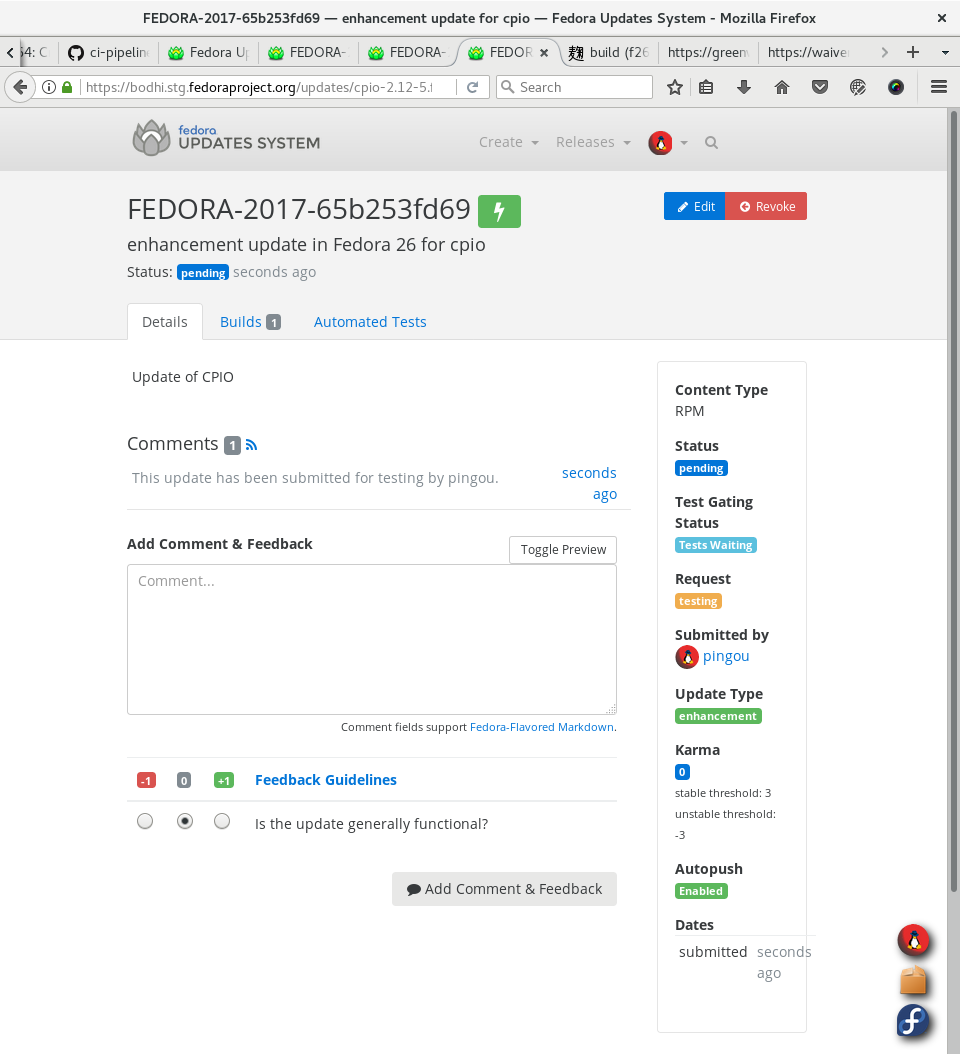 FEDORA-2017-65b253fd69 — enhancement update for cpio — Fedora Updates System - Mozilla Firefox
ci-pipelin
Fedora Up
FEDORA-
FEDORA-
FEDOR
build (f26
https://green
https://waive
https://bodhi.stg.fedoraproject.org/updates/cpio-2.12-5.f
Search
fedora
UPDATES SYSTEM
Create
Releases
FEDORA-2017-65b253fd69
Edit
Revoke
enhancement update in Fedora 26 for cpio
Status: pending seconds ago
Details
Builds 1
Automated Tests
Update of CPIO
Comments 1
This update has been submitted for testing by pingou.
seconds
ago
Add Comment & Feedback
Toggle Preview
Comment...
Comment fields support Fedora-Flavored Markdown.
-1 0 +1 Feedback Guidelines
Is the update generally functional?
Add Comment & Feedback
Content Type
RPM
Status
pending
Test Gating
Status
Tests Waiting
Request
testing
Submitted by
pingou
Update Type
enhancement
Karma
0
stable threshold: 3
unstable threshold:
-3
Autopush
Enabled
Dates
submitted seconds
ago